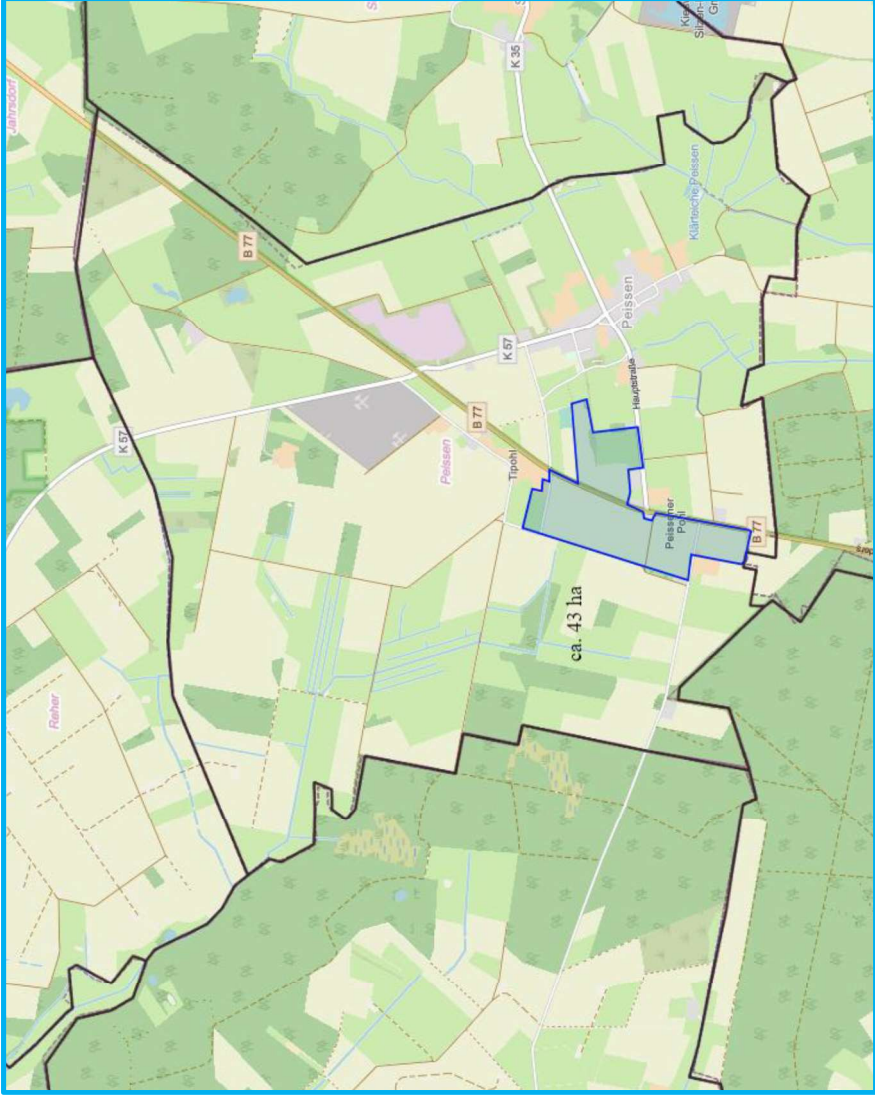 Jahrsdorf
Reher
K 57
B 77
Peissen
B 77
K 57
Tipohl
K 35
ca. 43 ha
Peissen
Hauptstraße
Peissener
Pohl
Klärteiche Peissen
B 77